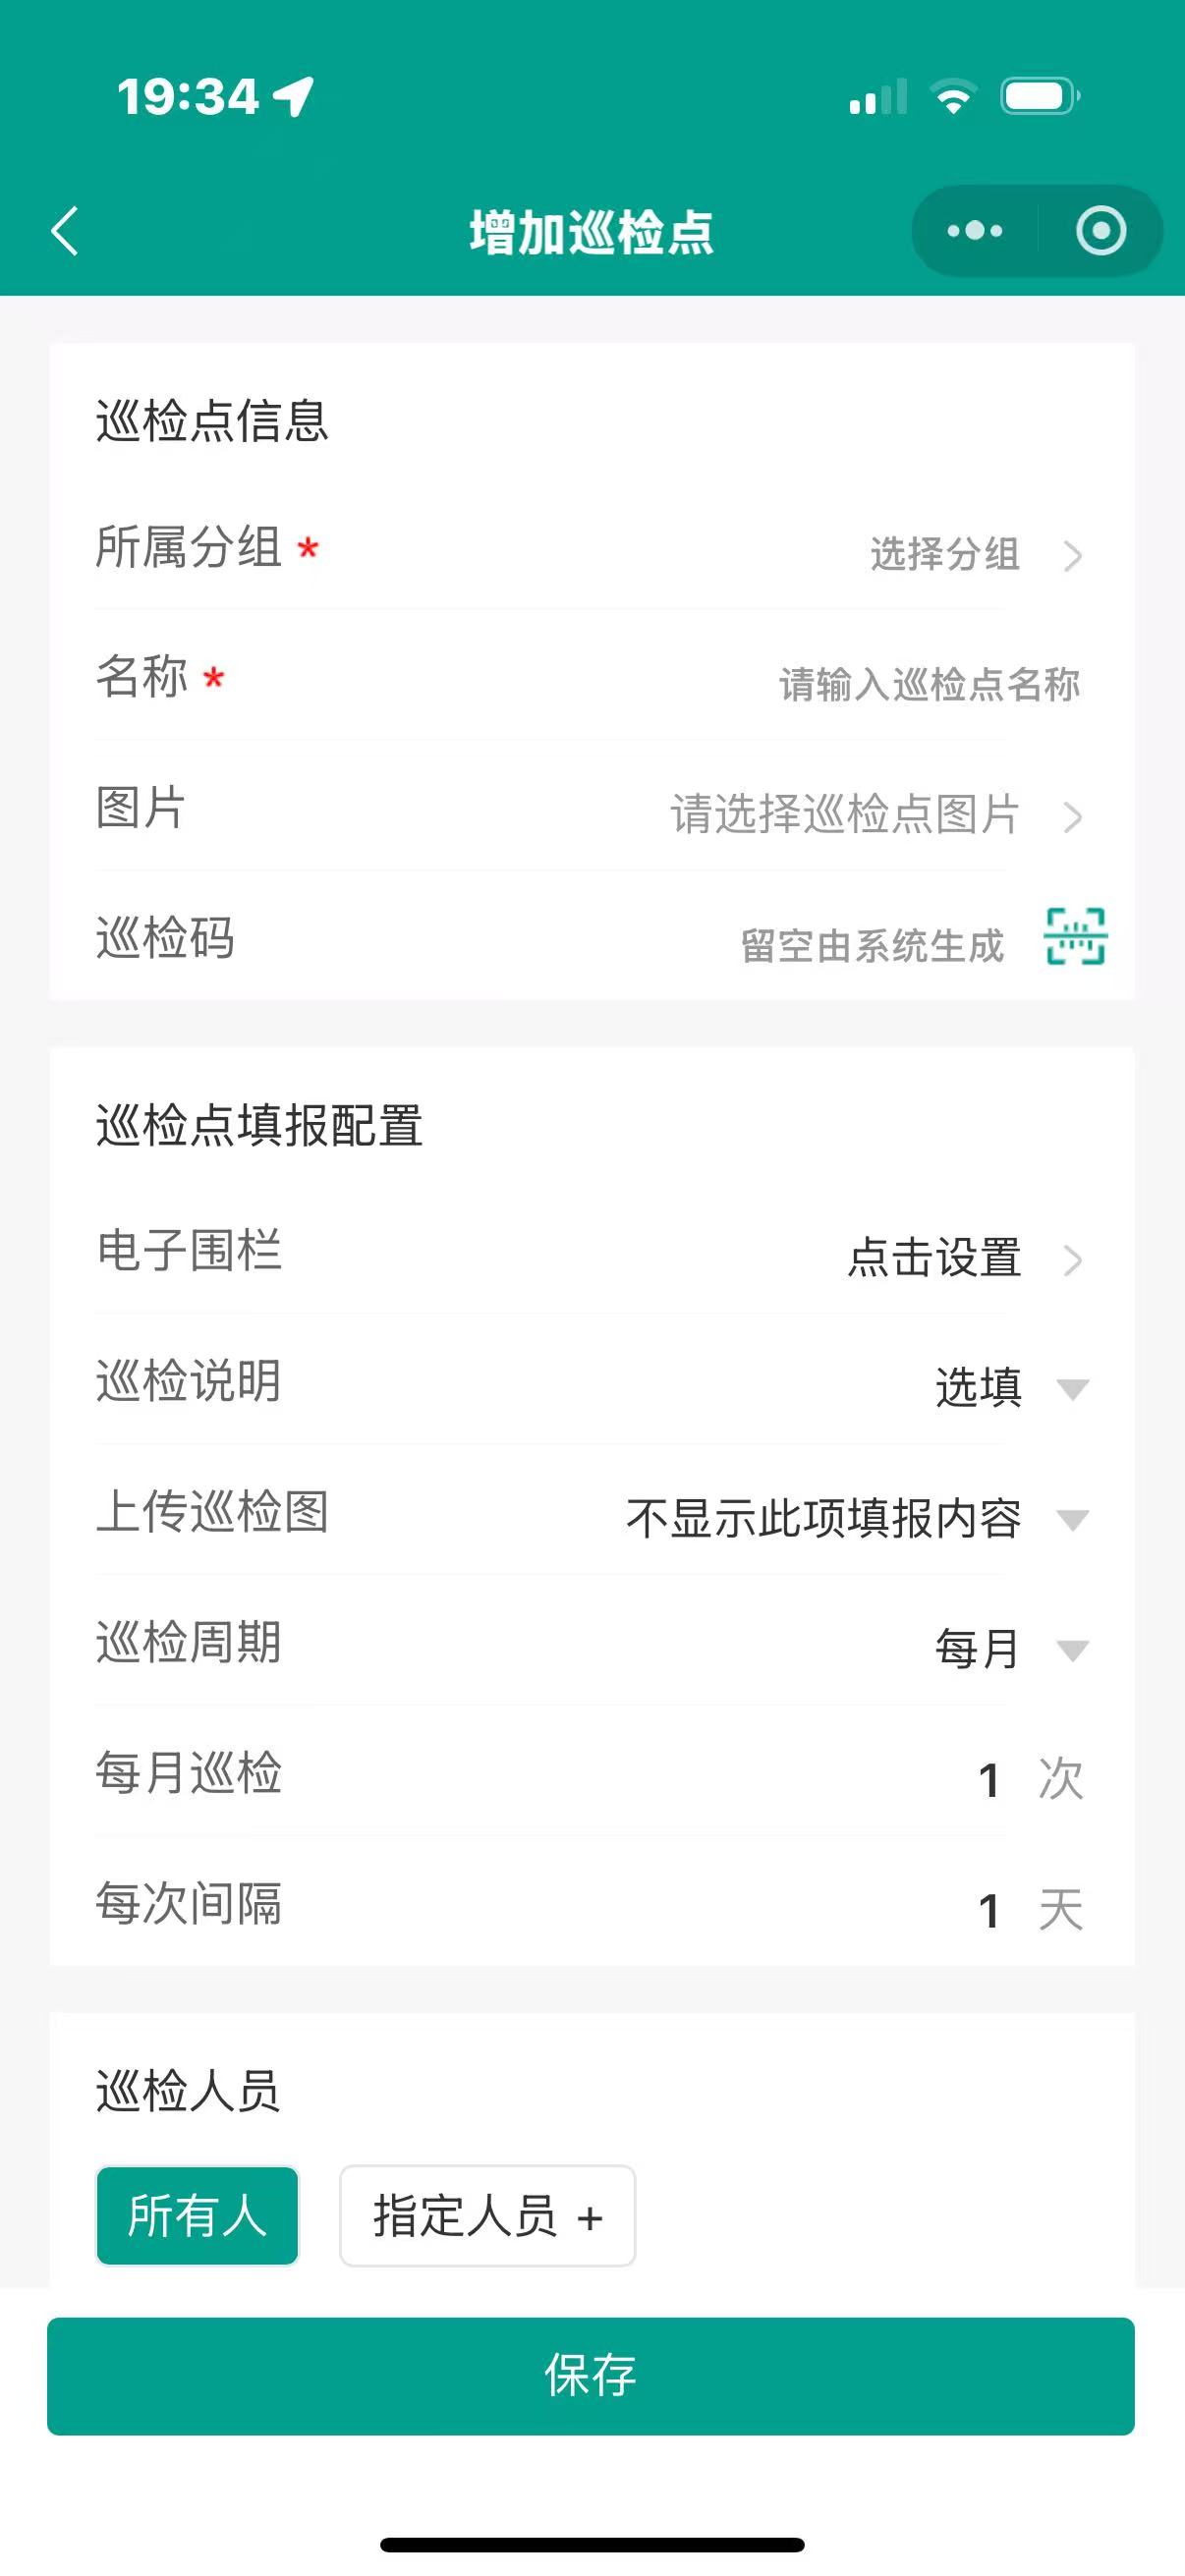 19:34
增加巡检点
巡检点信息
所属分组 * 选择分组
名称 * 请输入巡检点名称
图片 请选择巡检点图片
巡检码 留空由系统生成
巡检点填报配置
电子围栏 点击设置
巡检说明 选填
上传巡检图 不显示此项填报内容
巡检周期 每月
每月巡检 1 次
每次间隔 1 天
巡检人员
所有人 指定人员 +
保存